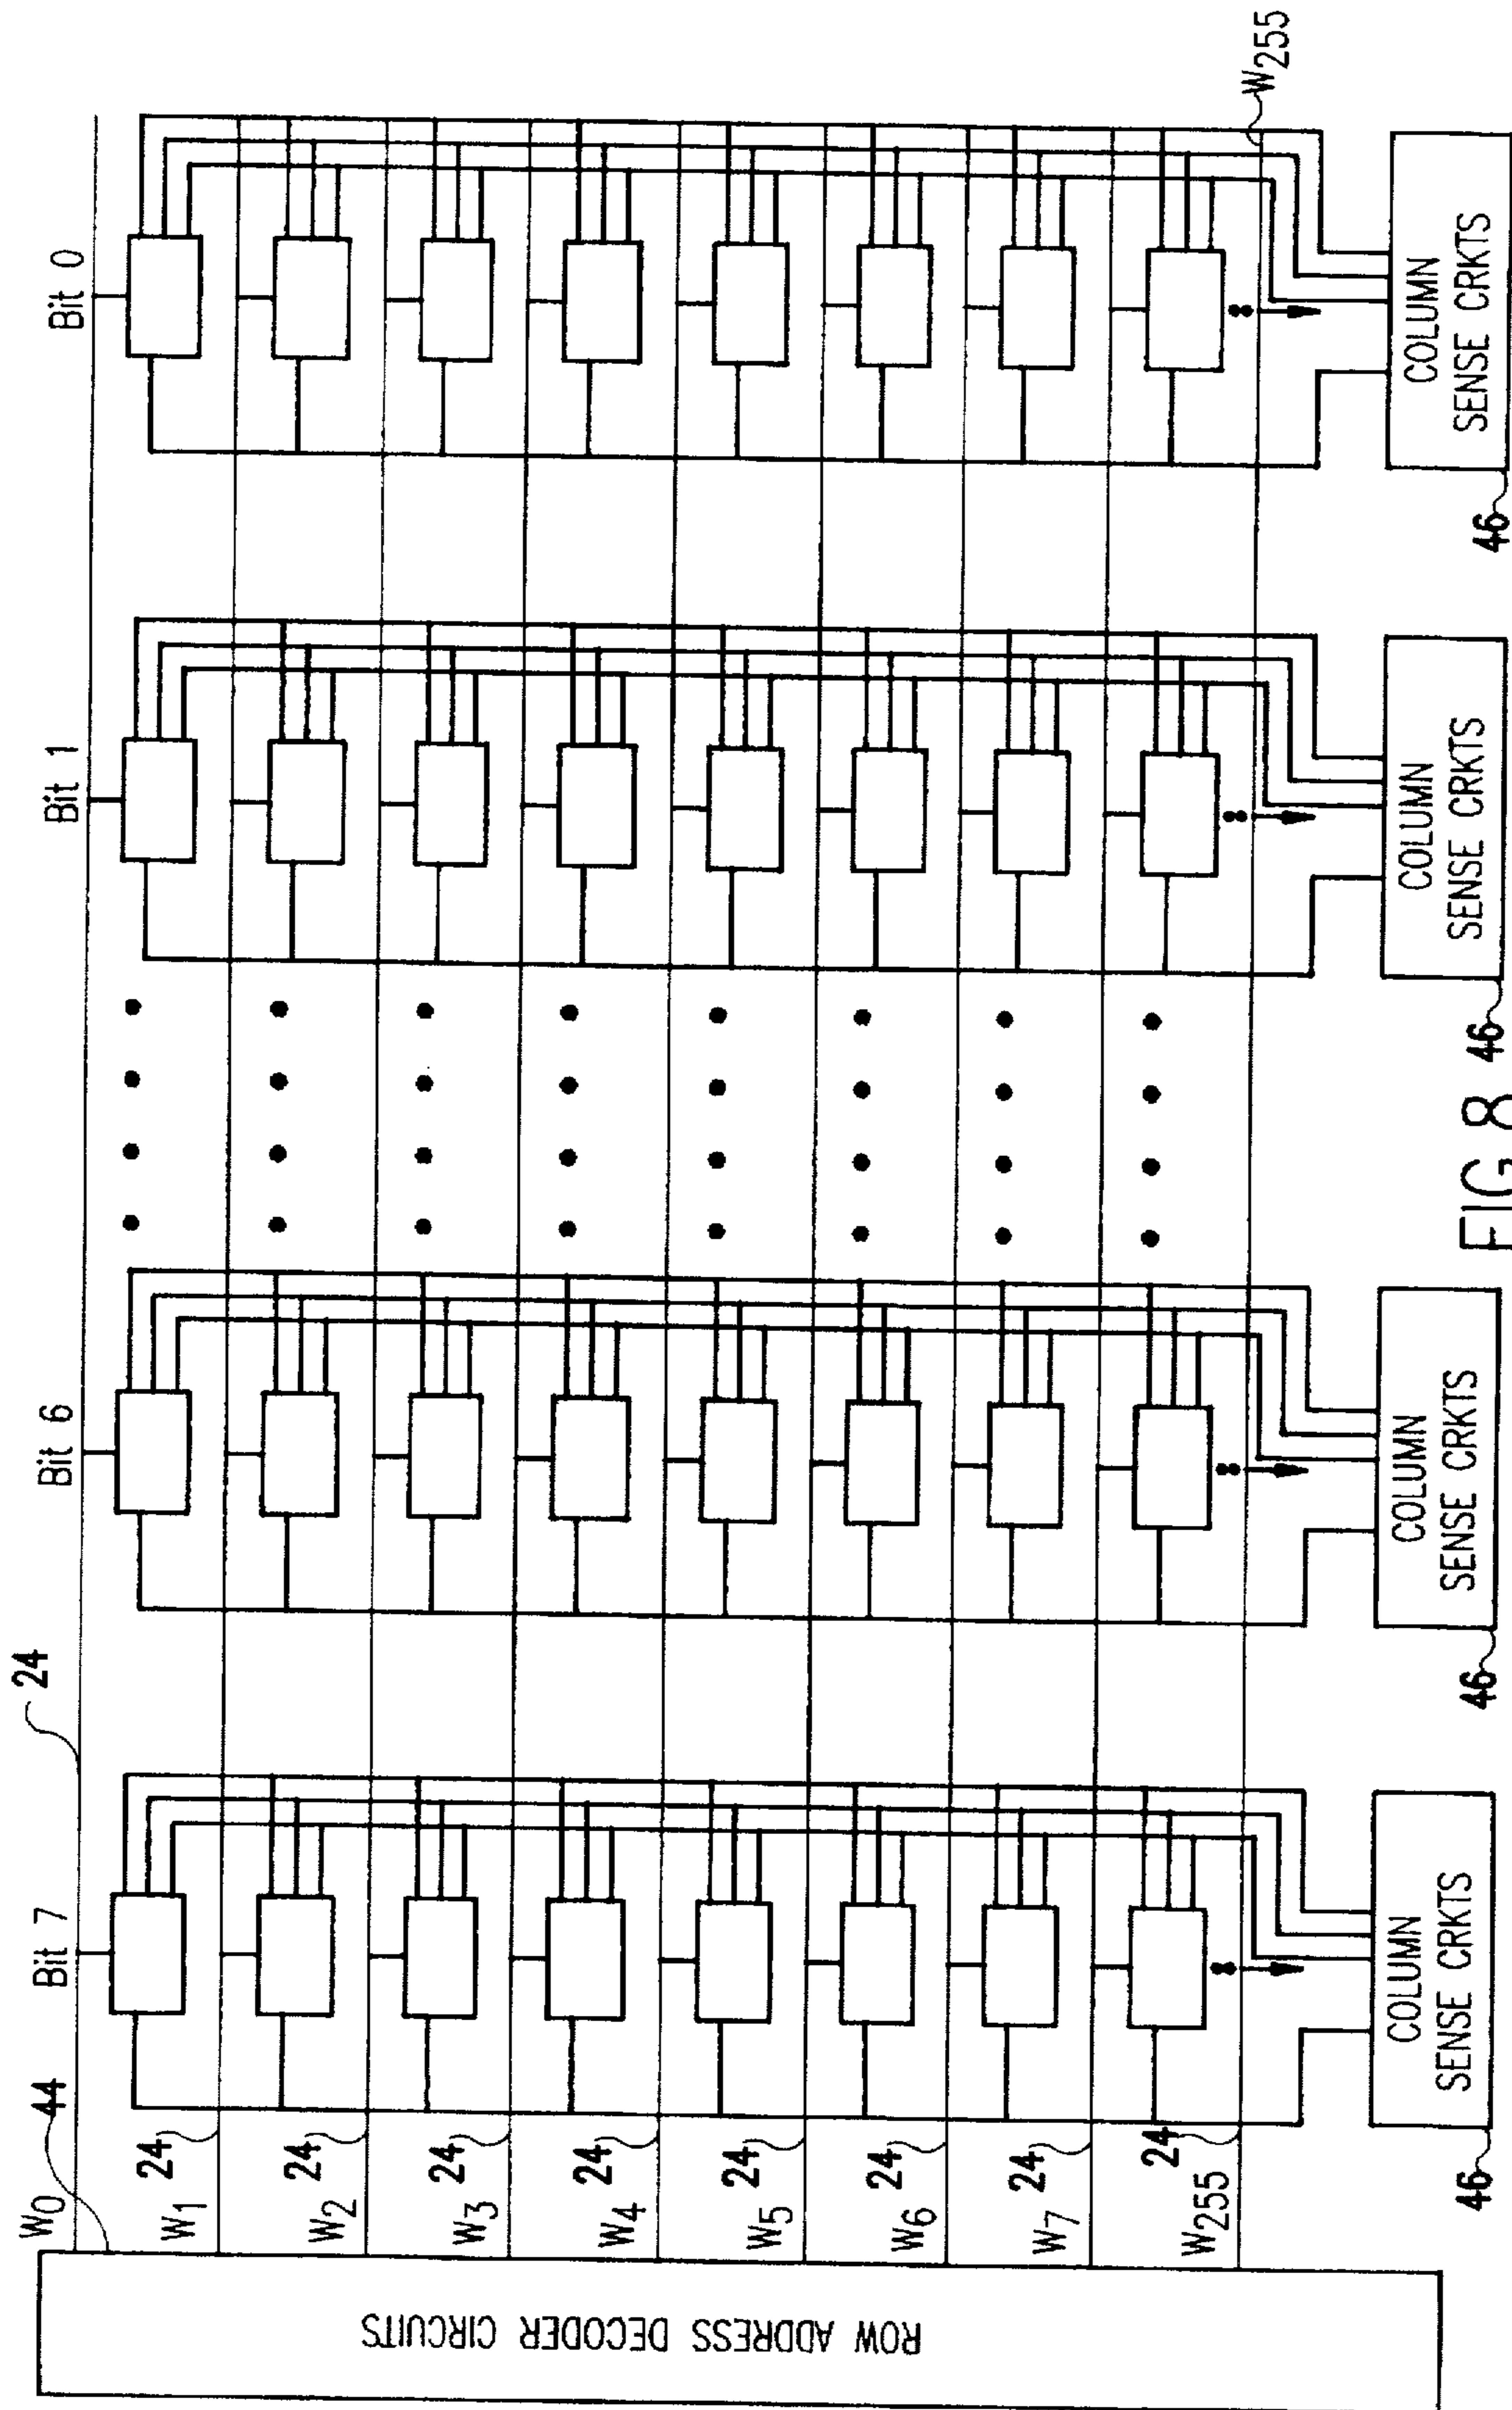 Bit 7
Bit 6
Bit 1
Bit 0
24
44
W0
W1
24
W2
24
W3
24
W4
24
W5
24
W6
24
W7
24
W255
24
W255
ROW ADDRESS DECODER CIRCUITS
COLUMN
SENSE CRKTS
46
COLUMN
SENSE CRKTS
46
COLUMN
SENSE CRKTS
46
COLUMN
SENSE CRKTS
46
FIG 8